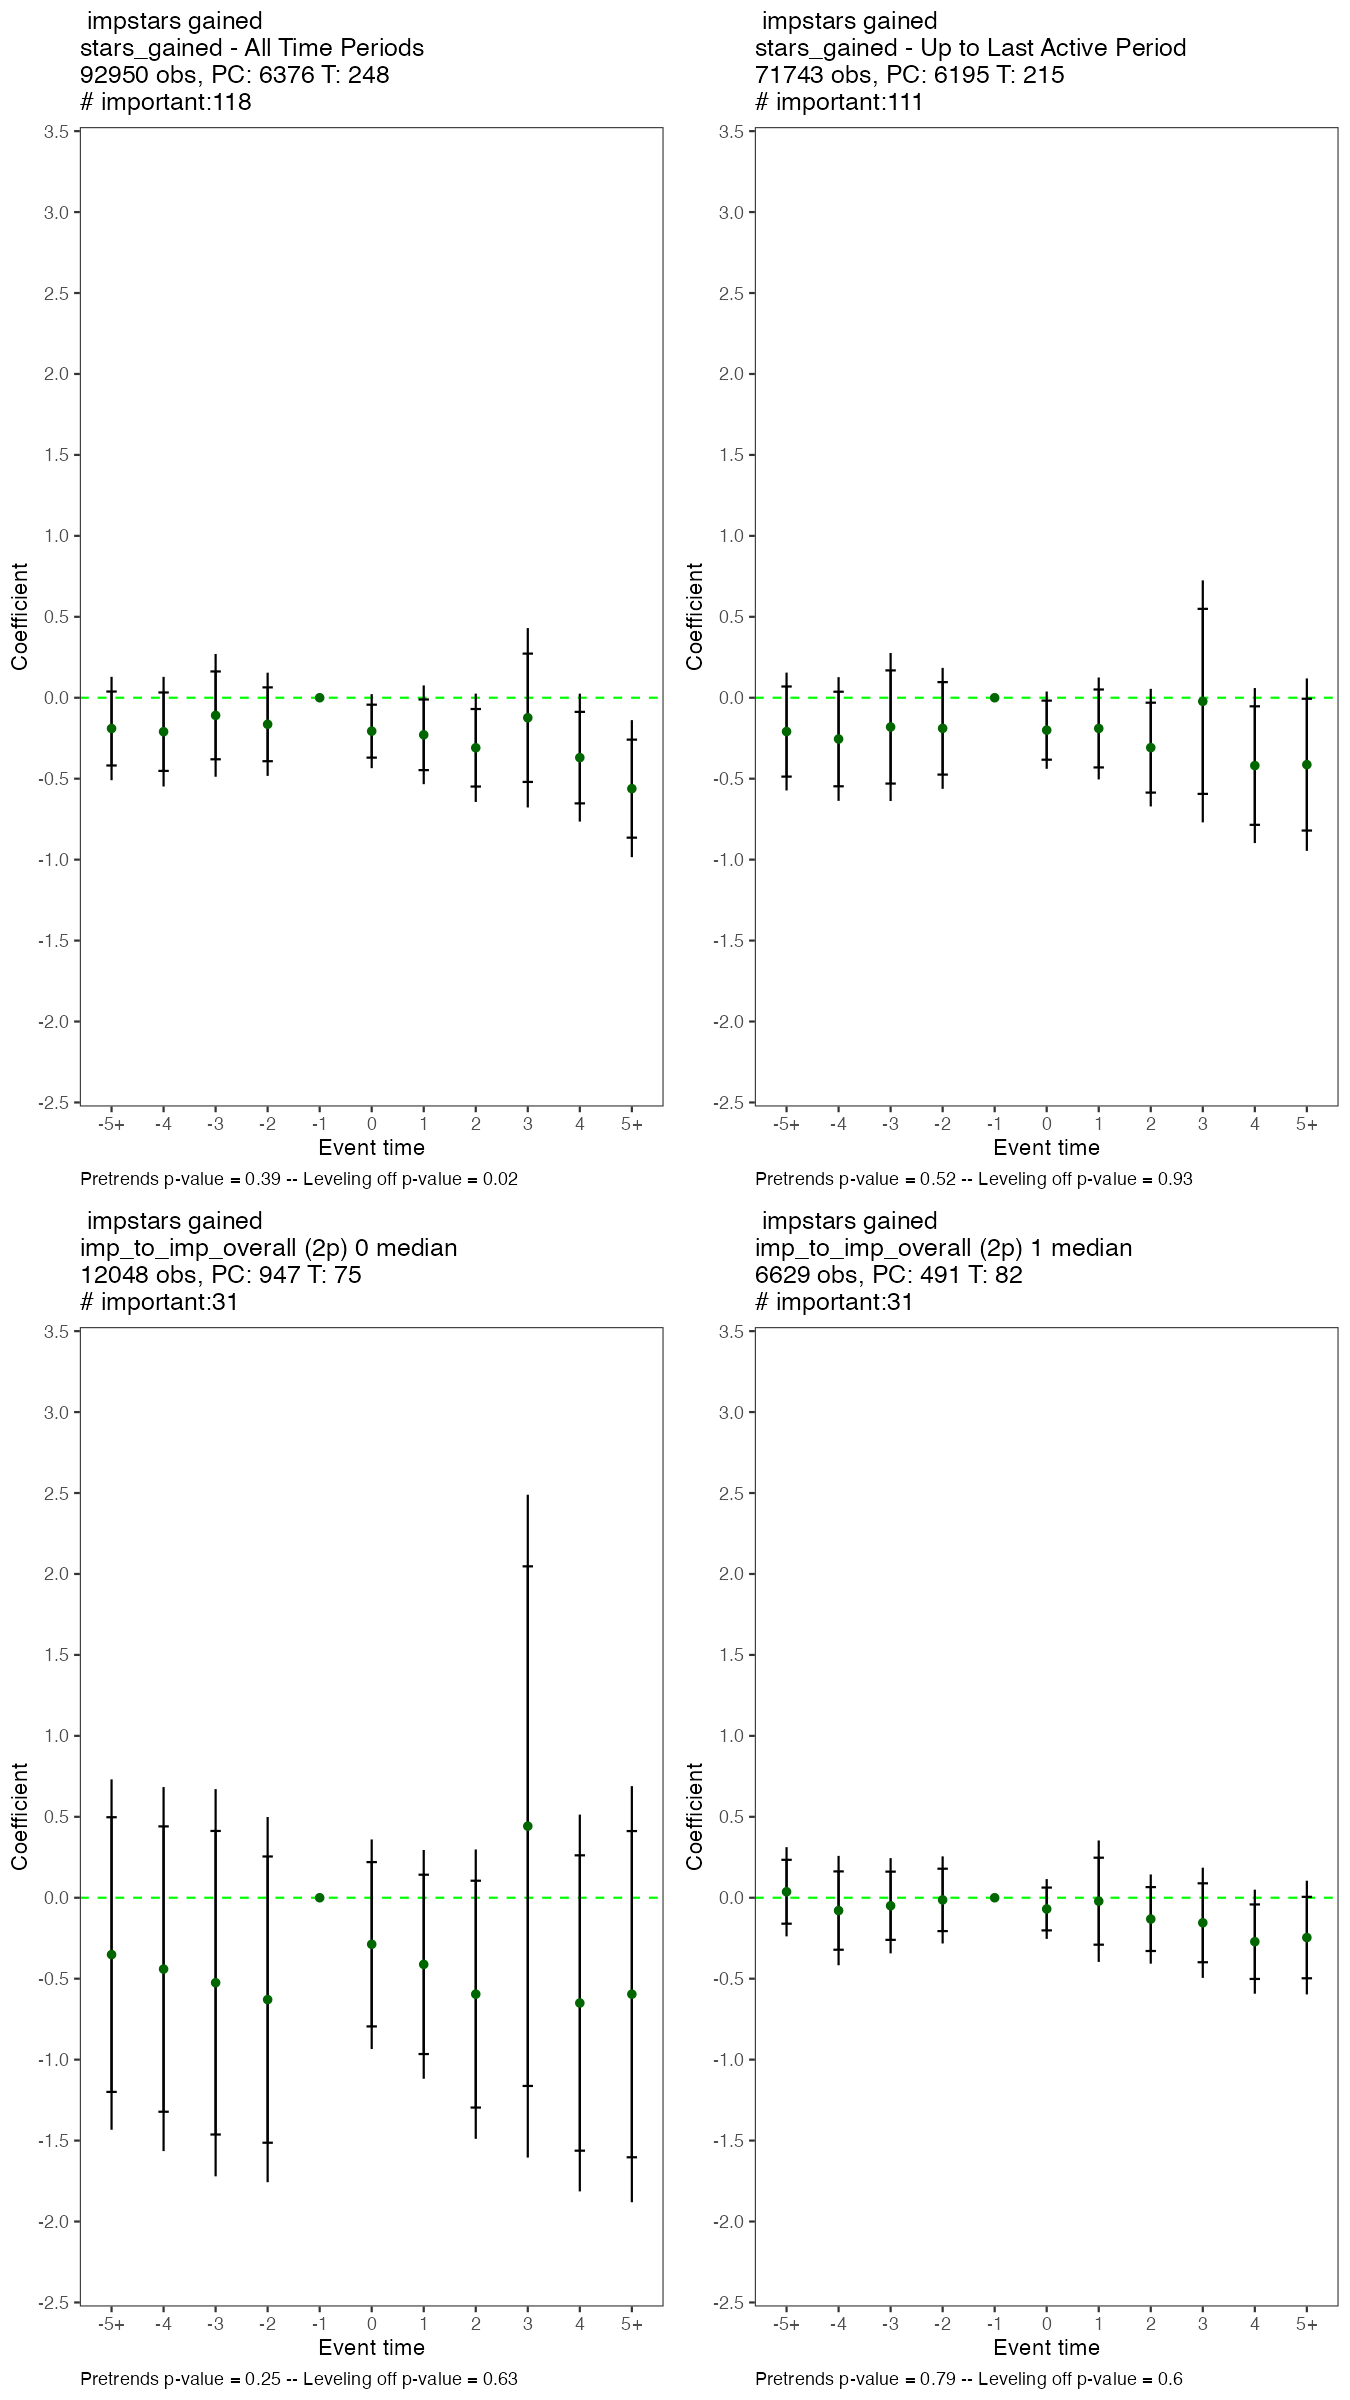 impstars gained
stars_gained - All Time Periods
92950 obs, PC: 6376 T: 248
# important:118
3.5
3.0
2.5
2.0
1.5
1.0
0.5
0.0
-0.5
-1.0
-1.5
-2.0
-2.5
Coefficient
-5+ -4 -3 -2 -1 0 1 2 3 4 5+
Event time
Pretrends p-value = 0.39 -- Leveling off p-value = 0.02
impstars gained
stars_gained - Up to Last Active Period
71743 obs, PC: 6195 T: 215
# important:111
3.5
3.0
2.5
2.0
1.5
1.0
0.5
0.0
-0.5
-1.0
-1.5
-2.0
-2.5
Coefficient
-5+ -4 -3 -2 -1 0 1 2 3 4 5+
Event time
Pretrends p-value = 0.52 -- Leveling off p-value = 0.93
impstars gained
imp_to_imp_overall (2p) 0 median
12048 obs, PC: 947 T: 75
# important:31
3.5
3.0
2.5
2.0
1.5
1.0
0.5
0.0
-0.5
-1.0
-1.5
-2.0
-2.5
Coefficient
-5+ -4 -3 -2 -1 0 1 2 3 4 5+
Event time
Pretrends p-value = 0.25 -- Leveling off p-value = 0.63
impstars gained
imp_to_imp_overall (2p) 1 median
6629 obs, PC: 491 T: 82
# important:31
3.5
3.0
2.5
2.0
1.5
1.0
0.5
0.0
-0.5
-1.0
-1.5
-2.0
-2.5
Coefficient
-5+ -4 -3 -2 -1 0 1 2 3 4 5+
Event time
Pretrends p-value = 0.79 -- Leveling off p-value = 0.6